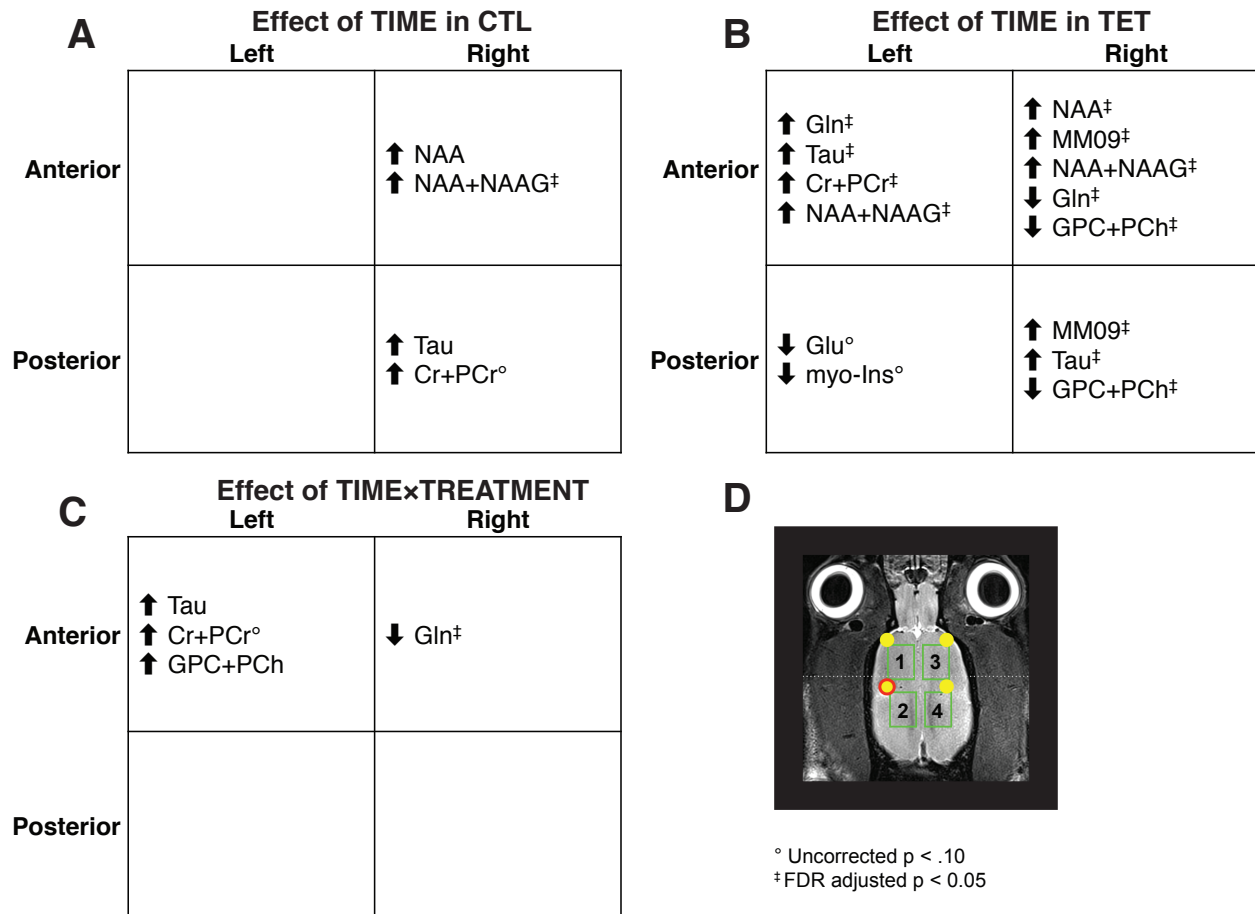 A
Effect of TIME in CTL
Left Right
Anterior
↑ NAA
↑ NAA+NAAG‡
Posterior
↑ Tau
↑ Cr+PCr°
B
Effect of TIME in TET
Left Right
Anterior
↑ Gln‡
↑ Tau‡
↑ Cr+PCr‡
↑ NAA+NAAG‡
↑ NAA‡
↑ MM09‡
↑ NAA+NAAG‡
↓ Gln‡
↓ GPC+PCh‡
Posterior
↓ Glu°
↓ myo-Ins°
↑ MM09‡
↑ Tau‡
↓ GPC+PCh‡
C
Effect of TIME×TREATMENT
Left Right
Anterior
↑ Tau
↑ Cr+PCr°
↑ GPC+PCh
↓ Gln‡
Posterior
D
1 3
2 4
° Uncorrected p < .10
‡FDR adjusted p < 0.05